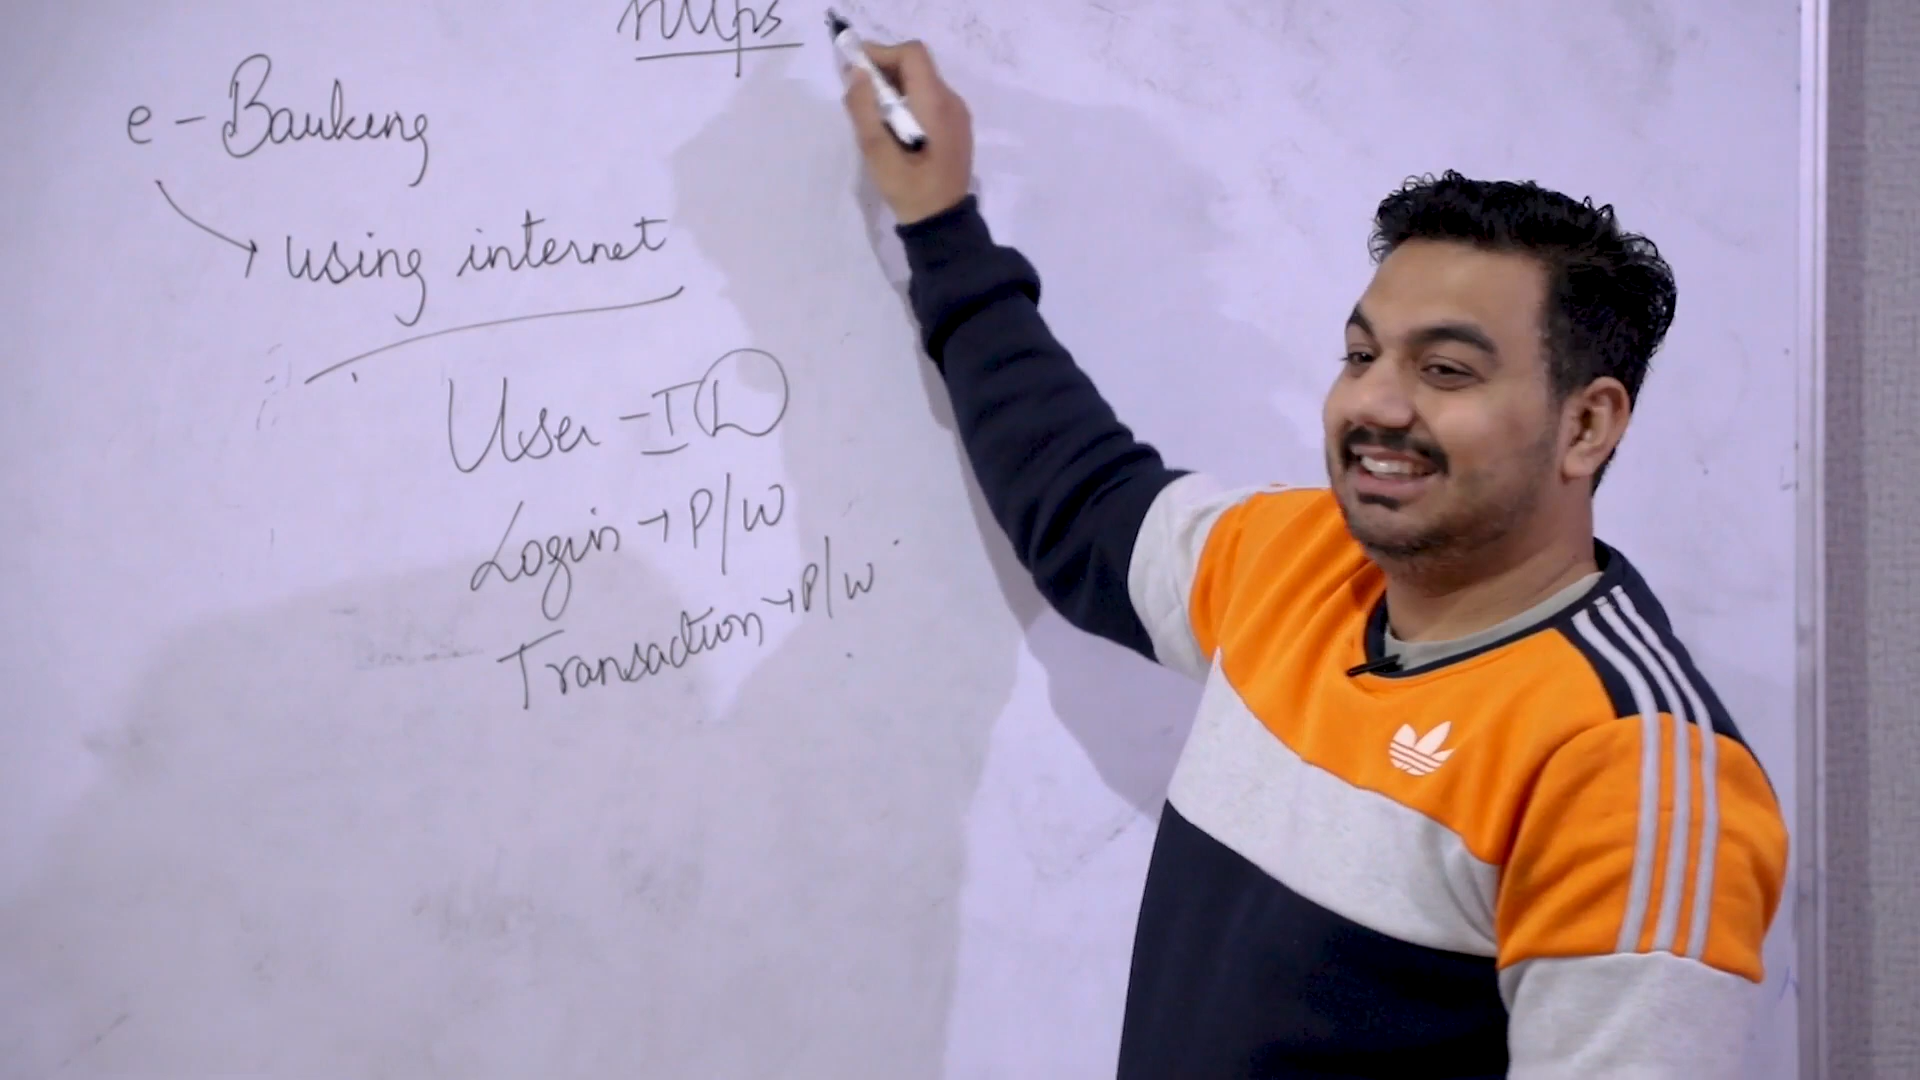 https
e - Banking
using internet
User - ID
Login → P/W
Transaction → P/W